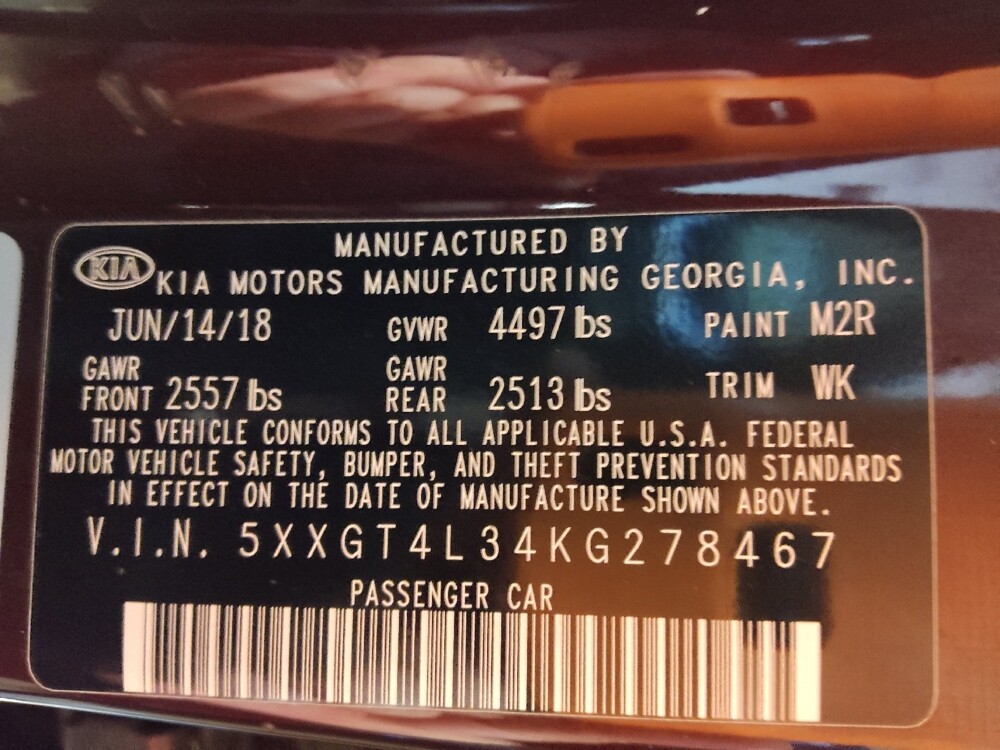 MANUFACTURED BY
KIA KIA MOTORS MANUFACTURING GEORGIA, INC.
JUN/14/18 GVWR 4497 lbs PAINT M2R
GAWR FRONT 2557 lbs GAWR REAR 2513 lbs TRIM WK
THIS VEHICLE CONFORMS TO ALL APPLICABLE U.S.A. FEDERAL
MOTOR VEHICLE SAFETY, BUMPER, AND THEFT PREVENTION STANDARDS
IN EFFECT ON THE DATE OF MANUFACTURE SHOWN ABOVE.
V.I.N. 5XXGT4L34KG278467
PASSENGER CAR